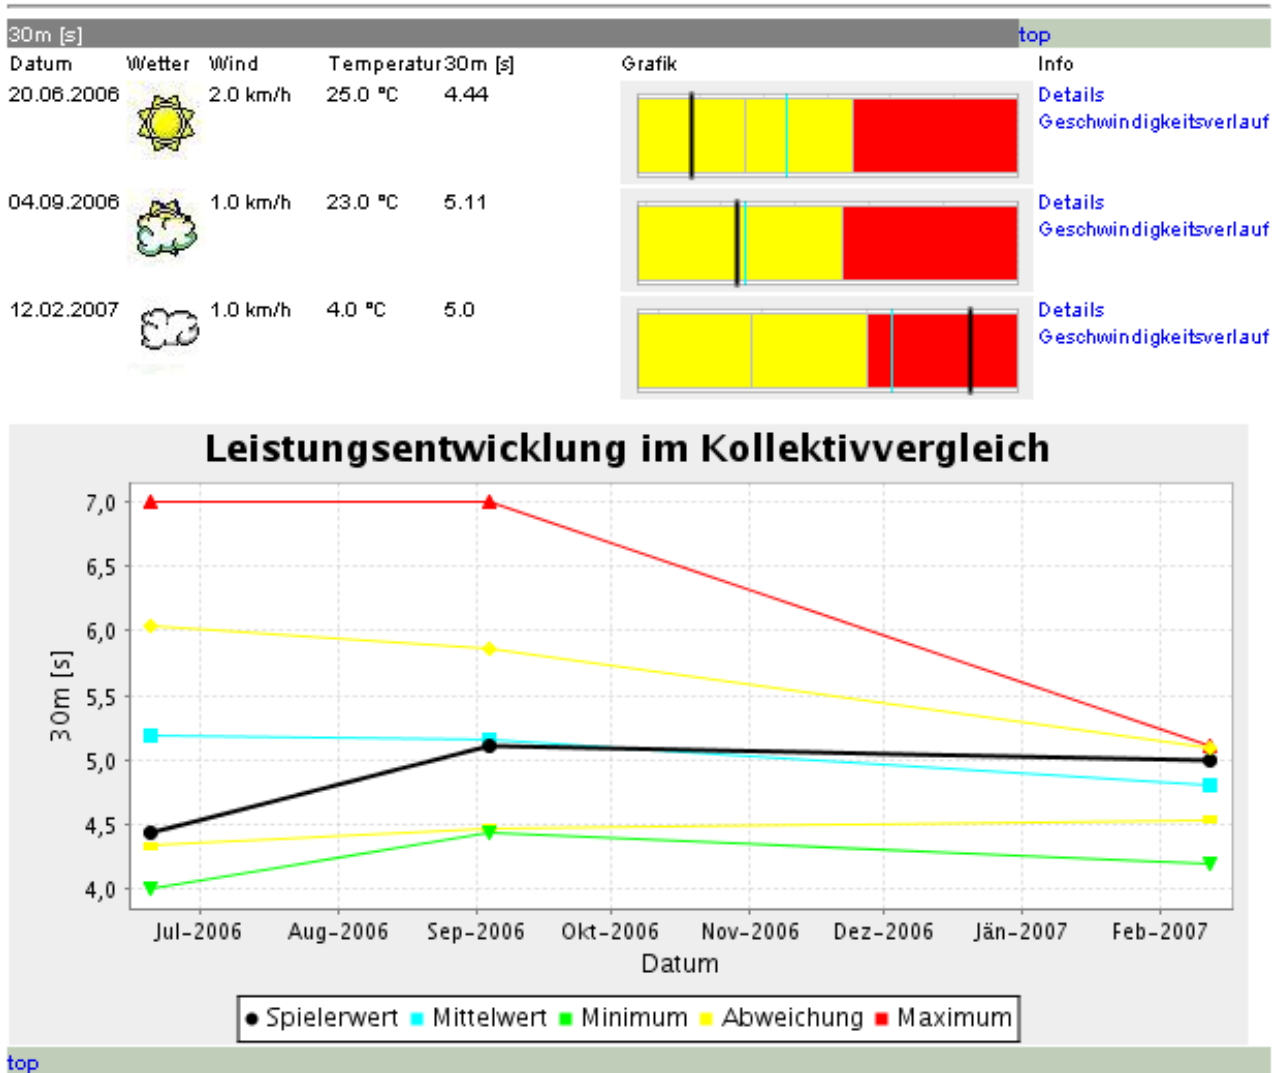 30m [s] top
Datum Wetter Wind Temperatur 30m [s] Grafik Info
20.06.2006 2.0 km/h 25.0 °C 4.44 Details
Geschwindigkeitsverlauf
04.09.2006 1.0 km/h 23.0 °C 5.11 Details
Geschwindigkeitsverlauf
12.02.2007 1.0 km/h 4.0 °C 5.0 Details
Geschwindigkeitsverlauf
Leistungsentwicklung im Kollektivvergleich
7,0
6,5
6,0
5,5
5,0
4,5
4,0
30m [s]
Jul-2006 Aug-2006 Sep-2006 Okt-2006 Nov-2006 Dez-2006 Jän-2007 Feb-2007
Datum
Spielerwert Mittelwert Minimum Abweichung Maximum
top